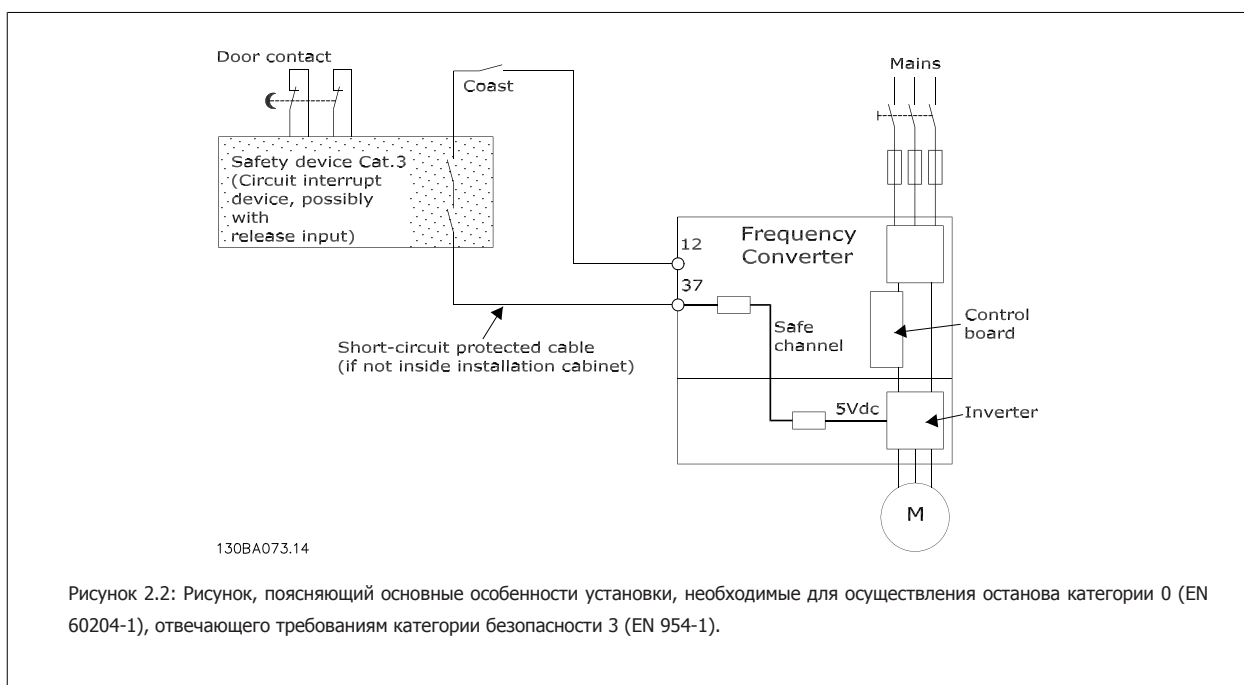 Door contact
Coast
Mains
Safety device Cat.3
(Circuit interrupt
device, possibly
with
release input)
12
Frequency
Converter
37
Safe
channel
Control
board
Short-circuit protected cable
(if not inside installation cabinet)
5Vdc
Inverter
M
130BA073.14
Рисунок 2.2: Рисунок, поясняющий основные особенности установки, необходимые для осуществления останова категории 0 (EN
60204-1), отвечающего требованиям категории безопасности 3 (EN 954-1).